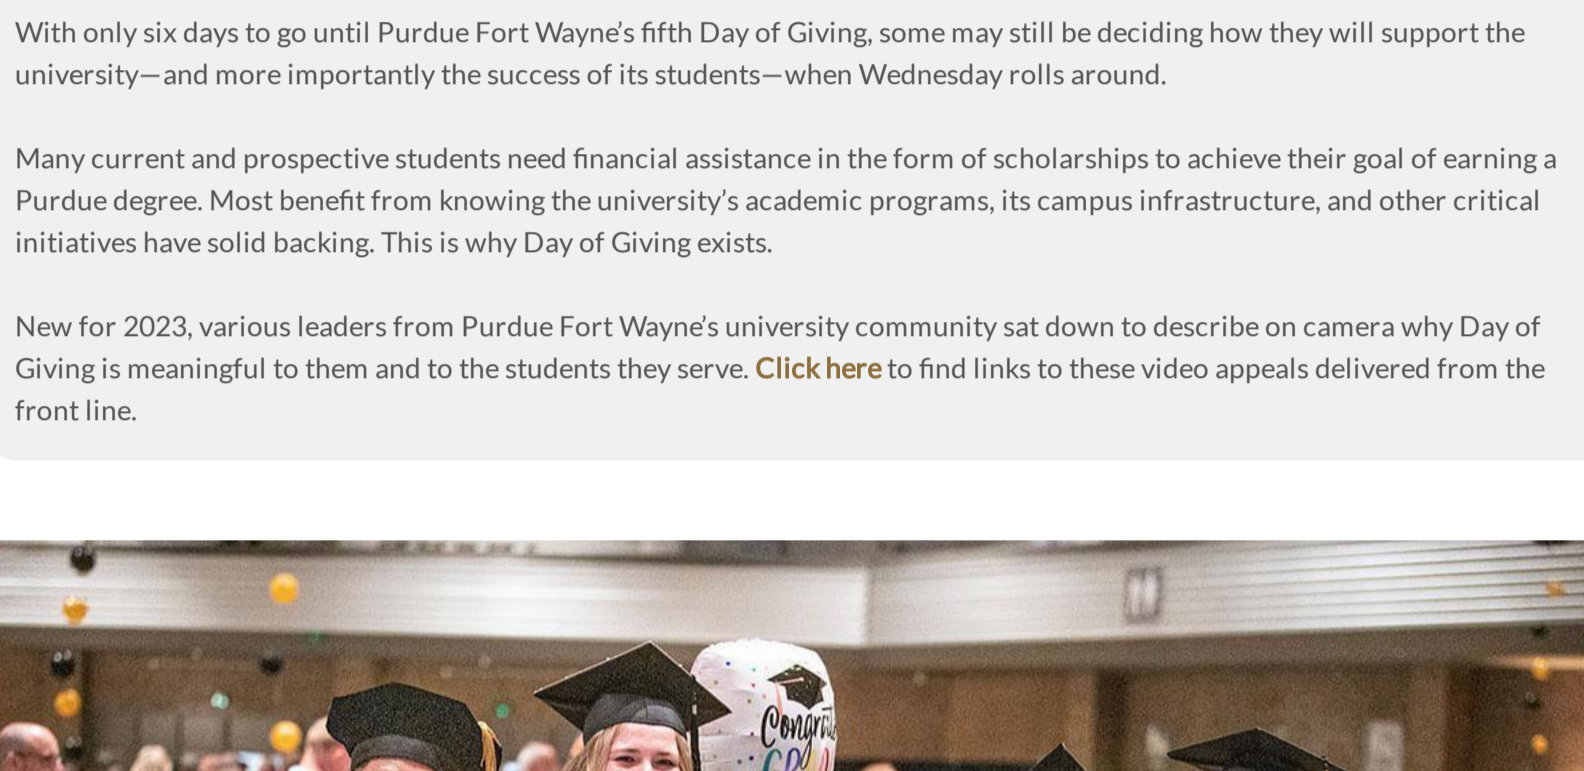 With only six days to go until Purdue Fort Wayne’s fifth Day of Giving, some may still be deciding how they will support the
university—and more importantly the success of its students—when Wednesday rolls around.
Many current and prospective students need financial assistance in the form of scholarships to achieve their goal of earning a
Purdue degree. Most benefit from knowing the university’s academic programs, its campus infrastructure, and other critical
initiatives have solid backing. This is why Day of Giving exists.
New for 2023, various leaders from Purdue Fort Wayne’s university community sat down to describe on camera why Day of
Giving is meaningful to them and to the students they serve. Click here to find links to these video appeals delivered from the
front line.